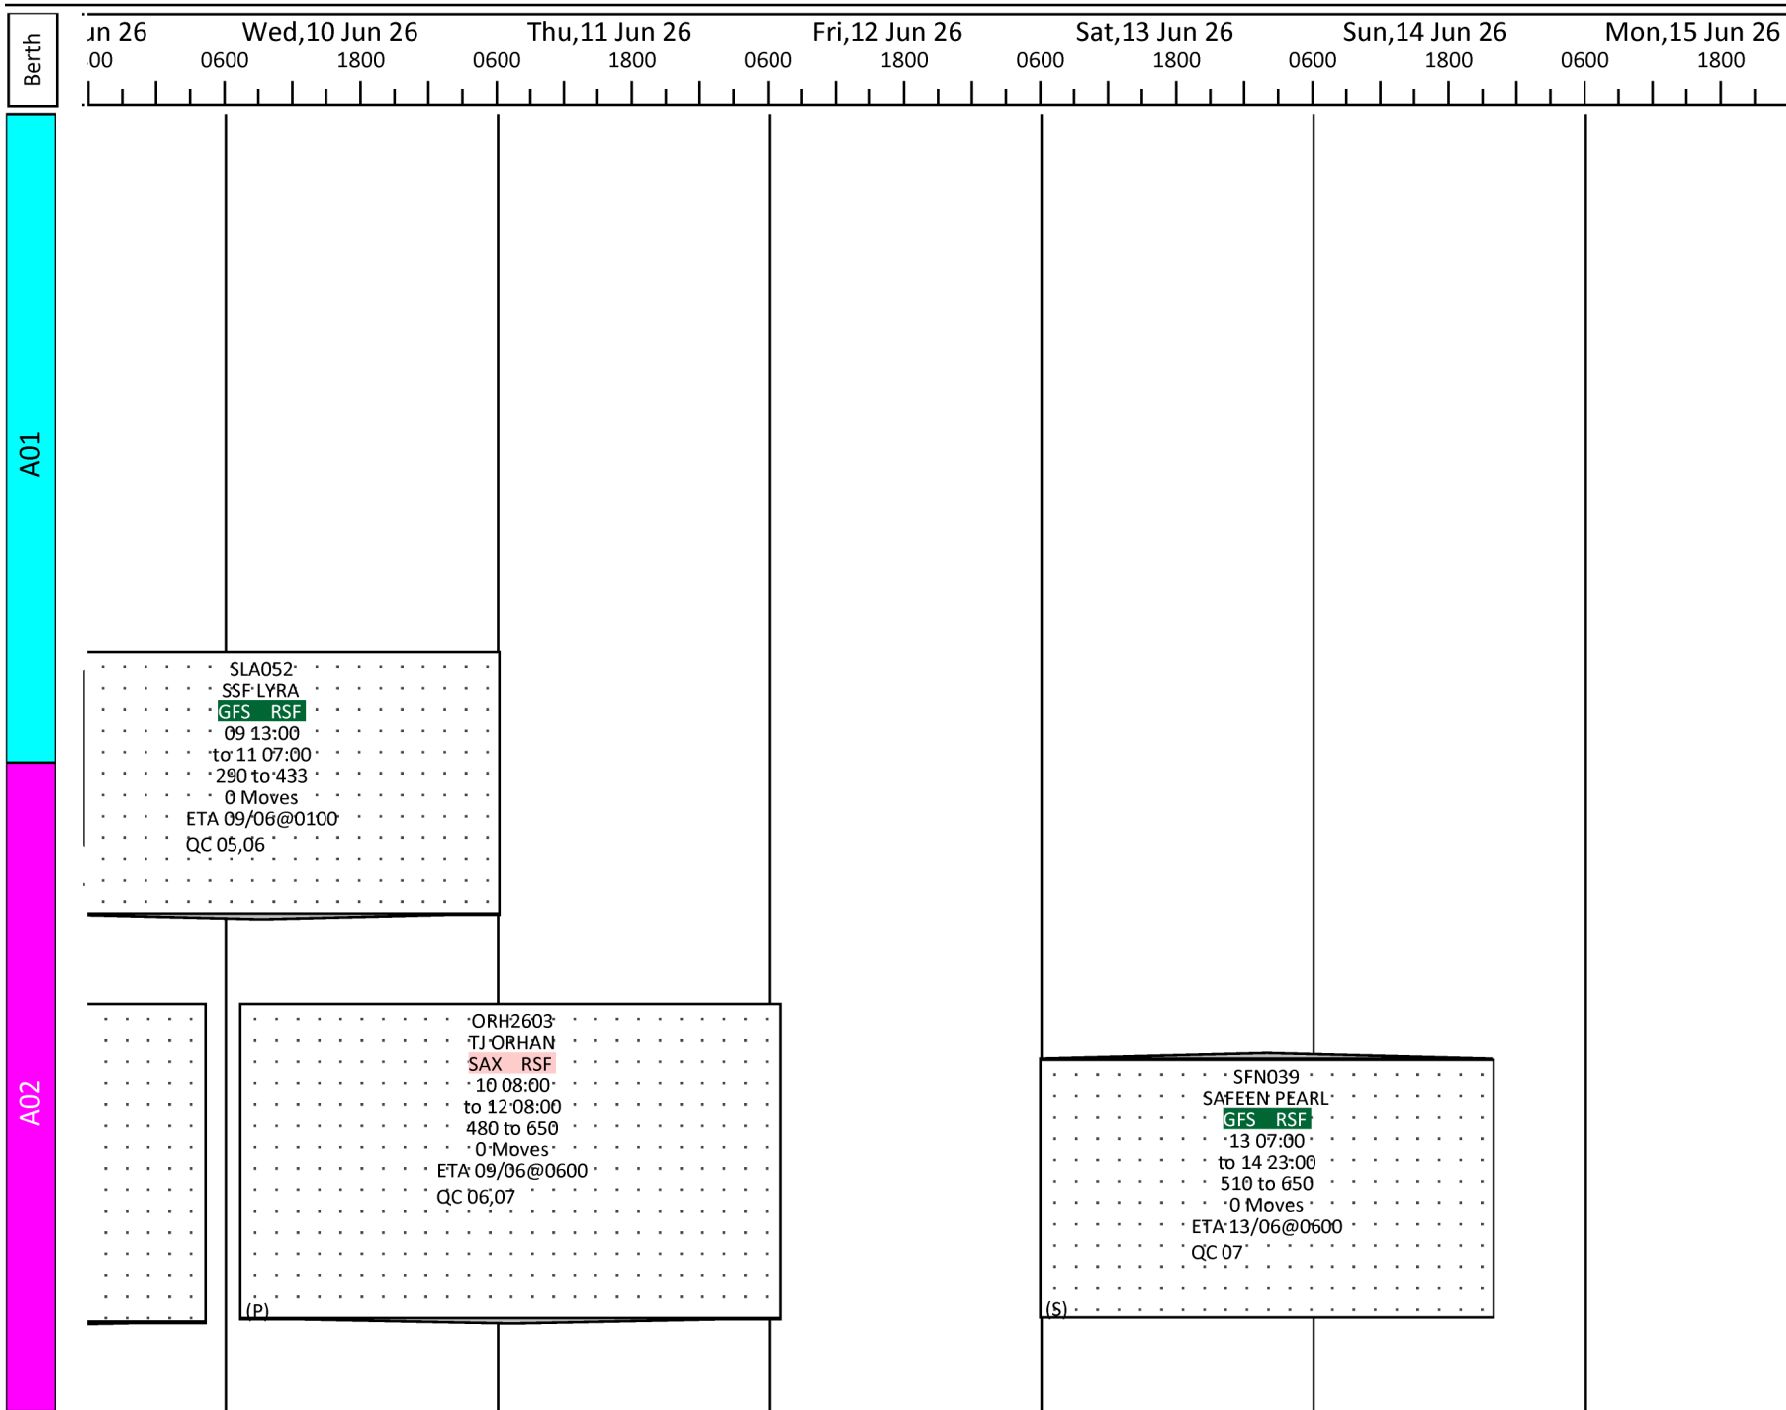 Berth
un 26 Wed,10 Jun 26 Thu,11 Jun 26 Fri,12 Jun 26 Sat,13 Jun 26 Sun,14 Jun 26 Mon,15 Jun 26
00 0600 1800 0600 1800 0600 1800 0600 1800 0600 1800 0600 1800
A01
SLA052
SSF LYRA
GFS RSF
09 13:00
to 11 07:00
290 to 433
0 Moves
ETA 09/06@0100
QC 05,06
A02
ORH2603
TJ ORHAN
SAX RSF
10 08:00
to 12 08:00
480 to 650
0 Moves
ETA 09/06@0600
QC 06,07
(P)
SFN039
SAFEEN PEARL
GFS RSF
13 07:00
to 14 23:00
510 to 650
0 Moves
ETA 13/06@0600
QC 07
(S)